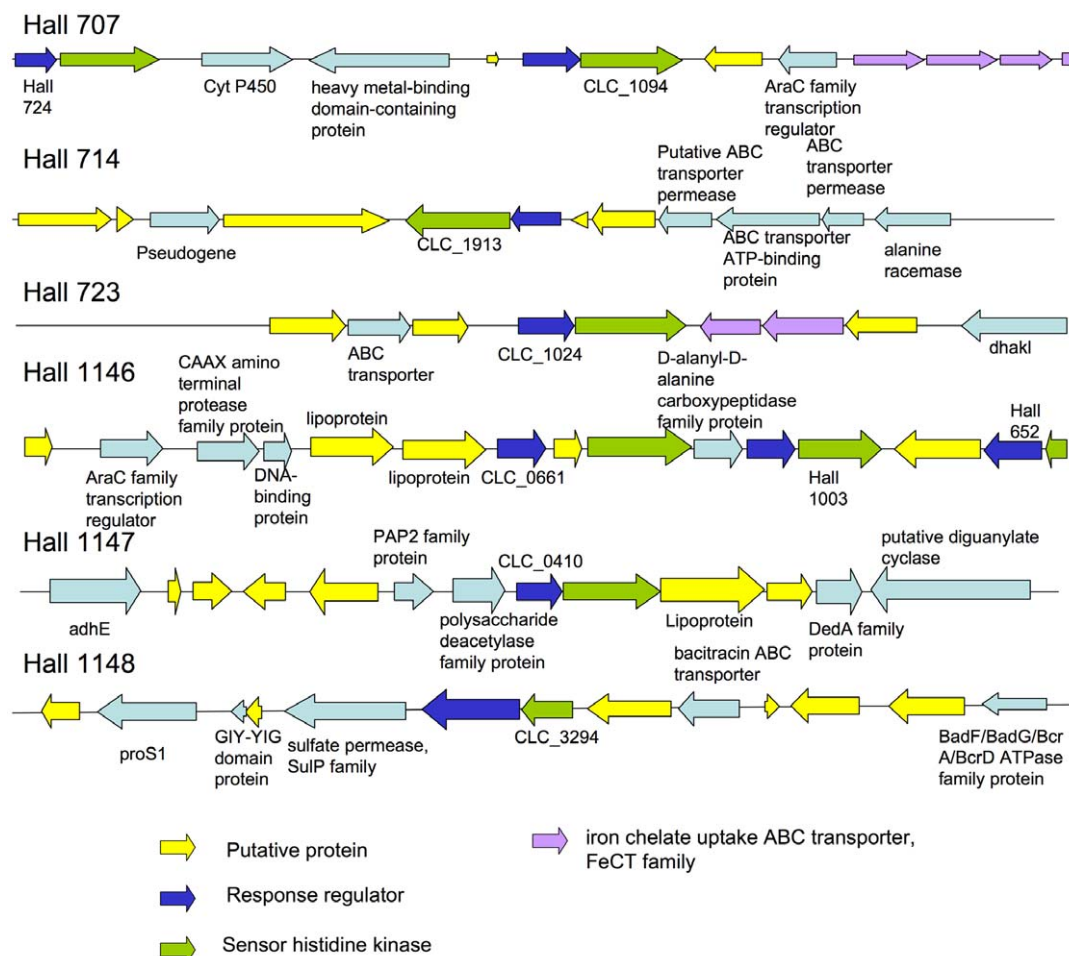 Hall 707
Hall
724
Cyt P450
heavy metal-binding
domain-containing
protein
CLC_1094
AraC family
transcription
regulator
Hall 714
Pseudogene
CLC_1913
Putative ABC
transporter
permease
ABC transporter
ATP-binding
protein
ABC
transporter
permease
alanine
racemase
Hall 723
ABC
transporter
CLC_1024
dhakI
Hall 1146
AraC family
transcription
regulator
CAAX amino
terminal
protease
family protein
DNA-
binding
protein
lipoprotein
lipoprotein
CLC_0661
D-alanyl-D-
alanine
carboxypeptidase
family protein
Hall
1003
Hall
652
Hall 1147
adhE
PAP2 family
protein
polysaccharide
deacetylase
family protein
CLC_0410
Lipoprotein
DedA family
protein
putative diguanylate
cyclase
Hall 1148
proS1
GIY-YIG
domain
protein
sulfate permease,
SulP family
CLC_3294
bacitracin ABC
transporter
BadF/BadG/Bcr
A/BcrD ATPase
family protein
Putative protein
Response regulator
Sensor histidine kinase
iron chelate uptake ABC transporter,
FeCT family